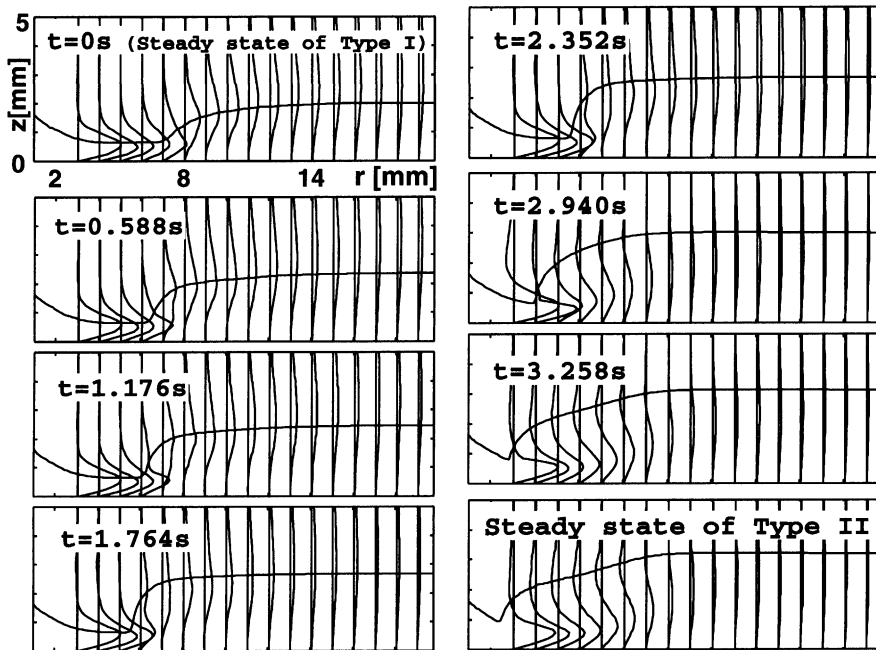 5
t=0s (Steady state of Type I)
z[mm]
0
2
8
14
r [mm]
t=0.588s
t=1.176s
t=1.764s
t=2.352s
t=2.940s
t=3.258s
Steady state of Type II